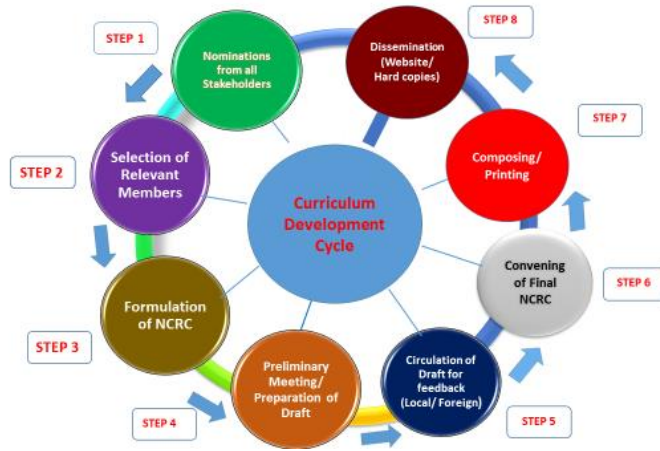 STEP 1
Nominations
from all
Stakeholders
STEP 2
Selection of
Relevant
Members
STEP 3
Formulation
of NCRC
STEP 4
Preliminary
Meeting/
Preparation of
Draft
STEP 5
Circulation of
Draft for
feedback
(Local/ Foreign)
STEP 6
Convening
of Final
NCRC
STEP 7
Composing/
Printing
STEP 8
Dissemination
(Website/
Hard copies)
Curriculum
Development
Cycle